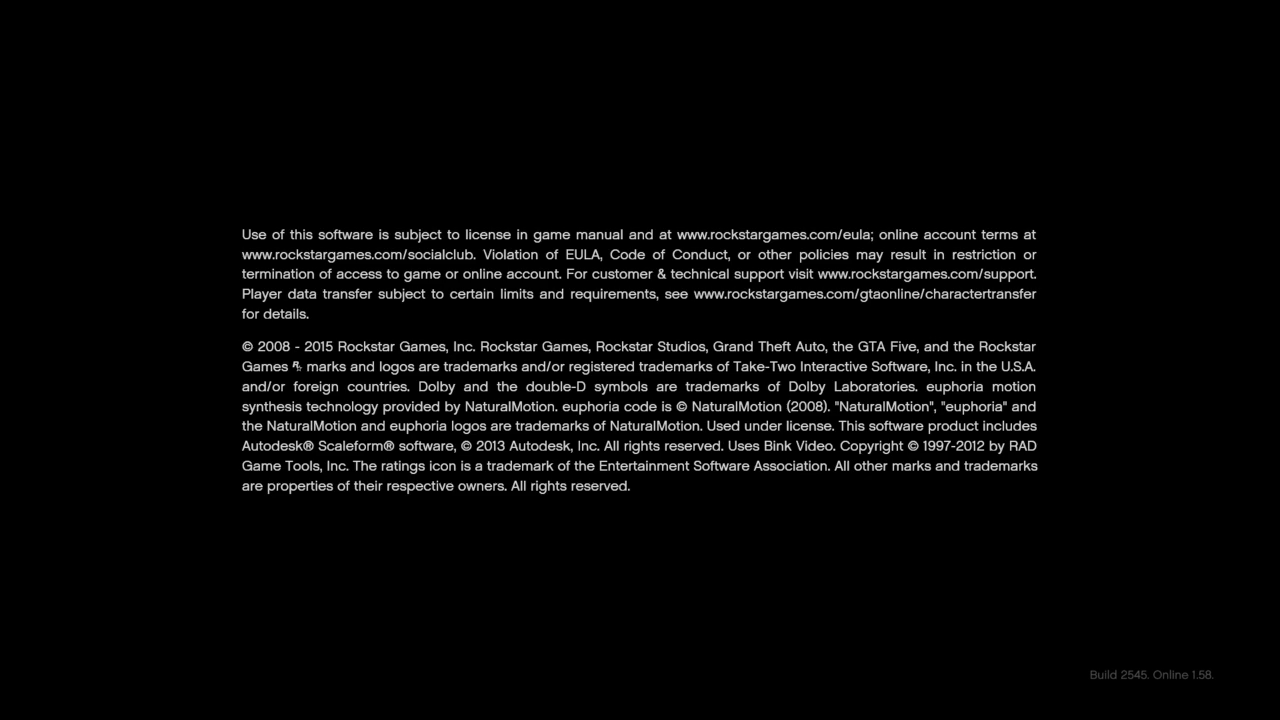 Use of this software is subject to license in game manual and at www.rockstargames.com/eula; online account terms at
www.rockstargames.com/socialclub. Violation of EULA, Code of Conduct, or other policies may result in restriction or
termination of access to game or online account. For customer & technical support visit www.rockstargames.com/support.
Player data transfer subject to certain limits and requirements, see www.rockstargames.com/gtaonline/charactertransfer
for details.
© 2008 - 2015 Rockstar Games, Inc. Rockstar Games, Rockstar Studios, Grand Theft Auto, the GTA Five, and the Rockstar
Games R* marks and logos are trademarks and/or registered trademarks of Take-Two Interactive Software, Inc. in the U.S.A.
and/or foreign countries. Dolby and the double-D symbols are trademarks of Dolby Laboratories. euphoria motion
synthesis technology provided by NaturalMotion. euphoria code is © NaturalMotion (2008). "NaturalMotion", "euphoria" and
the NaturalMotion and euphoria logos are trademarks of NaturalMotion. Used under license. This software product includes
Autodesk® Scaleform® software, © 2013 Autodesk, Inc. All rights reserved. Uses Bink Video. Copyright © 1997-2012 by RAD
Game Tools, Inc. The ratings icon is a trademark of the Entertainment Software Association. All other marks and trademarks
are properties of their respective owners. All rights reserved.
Build 2545. Online 1.58.